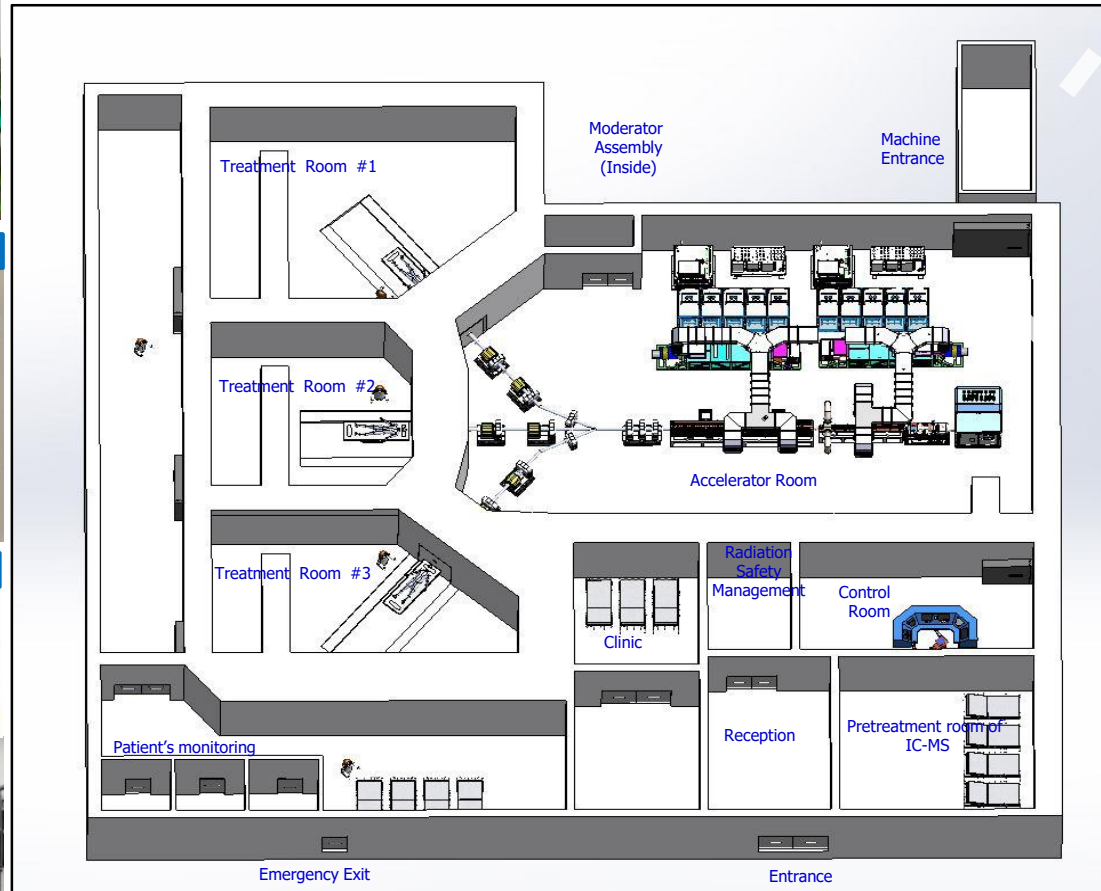 Moderator
Assembly
(Inside)
Machine
Entrance
Treatment Room #1
Treatment Room #2
Accelerator Room
Treatment Room #3
Radiation
Safety
Management
Control
Room
Clinic
Reception
Pretreatment room of
IC-MS
Patient's monitoring
Emergency Exit
Entrance